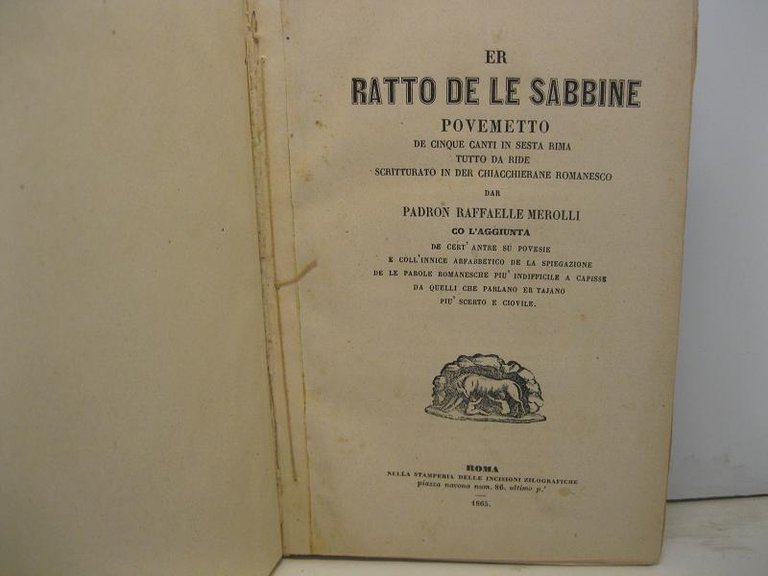 ER
RATTO DE LE SABBINE
POVEMETTO
DE CINQUE CANTI IN SESTA RIMA
TUTTO DA RIDE
SCRITTURATO IN DER CHIACCHIERANE ROMANESCO
DAR
PADRON RAFFAELLE MEROLLI
CO L'AGGIUNTA
DE CERT' ANTRE SU POVESIE
E COLL'INNICE ARFABBETICO DE LA SPIEGAZIONE
DE LE PAROLE ROMANESCHE PIU' INDIFFICILE A CAPISSE
DA QUELLI CHE PARLANO ER TAJANO
PIU' SCERTO E CIOVILE.
ROMA
NELLA STAMPERIA DELLE INCISIONI ZILOGRAFICHE
piazza navona num. 86. ultimo p.°
1865.